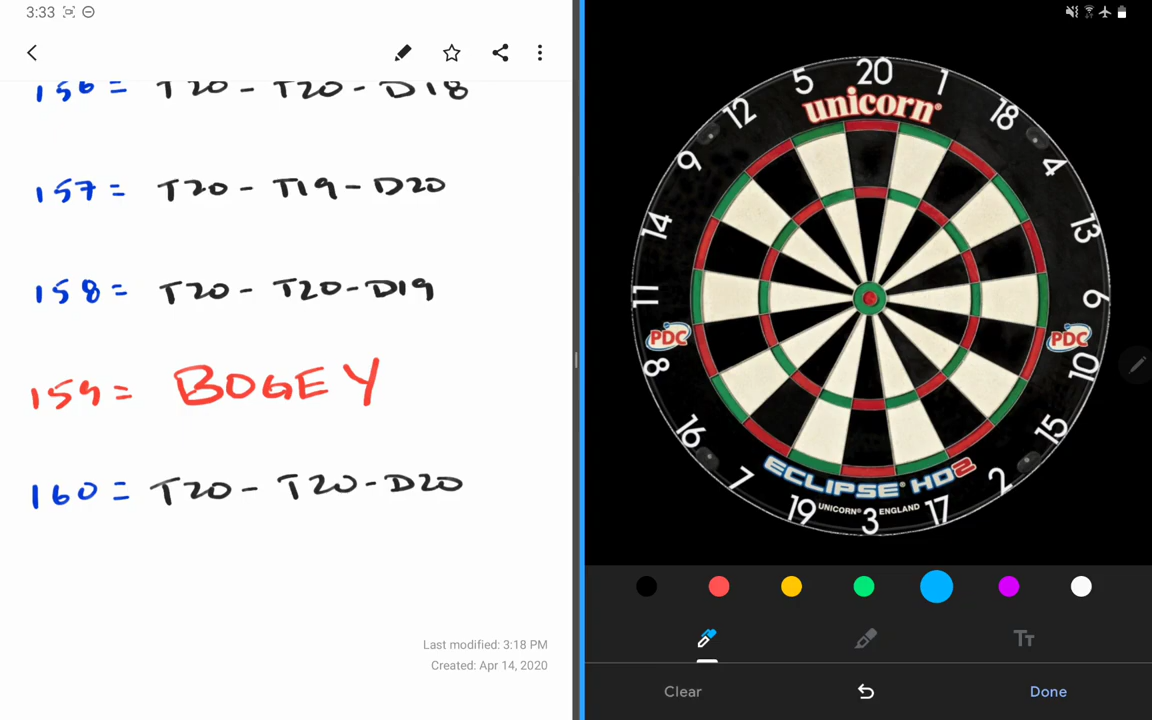 3:33
156 = T20 - T20 - D18
157 = T20 - T19 - D20
158 = T20 - T20 - D19
159 = BOGEY
160 = T20 - T20 - D20
Last modified: 3:18 PM
Created: Apr 14, 2020
20
1
18
4
13
9
10
15
2
17
3
19
7
16
8
11
14
9
12
5
unicorn®
PDC
PDC
ECLIPSE® HD2
UNICORN® ENGLAND
Tт
Clear
Done